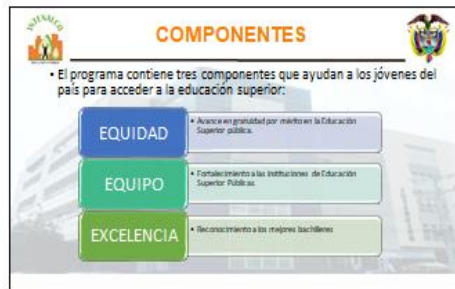 INTENALCO
COMPONENTES
• El programa contiene tres componentes que ayudan a los jóvenes del
país para acceder a la educación superior:
EQUIDAD
• Avance en gratuidad por mérito en la Educación
Superior pública.
EQUIPO
• Fortalecimiento a las instituciones de Educación
Superior Públicas
EXCELENCIA
• Reconocimiento a los mejores bachilleres